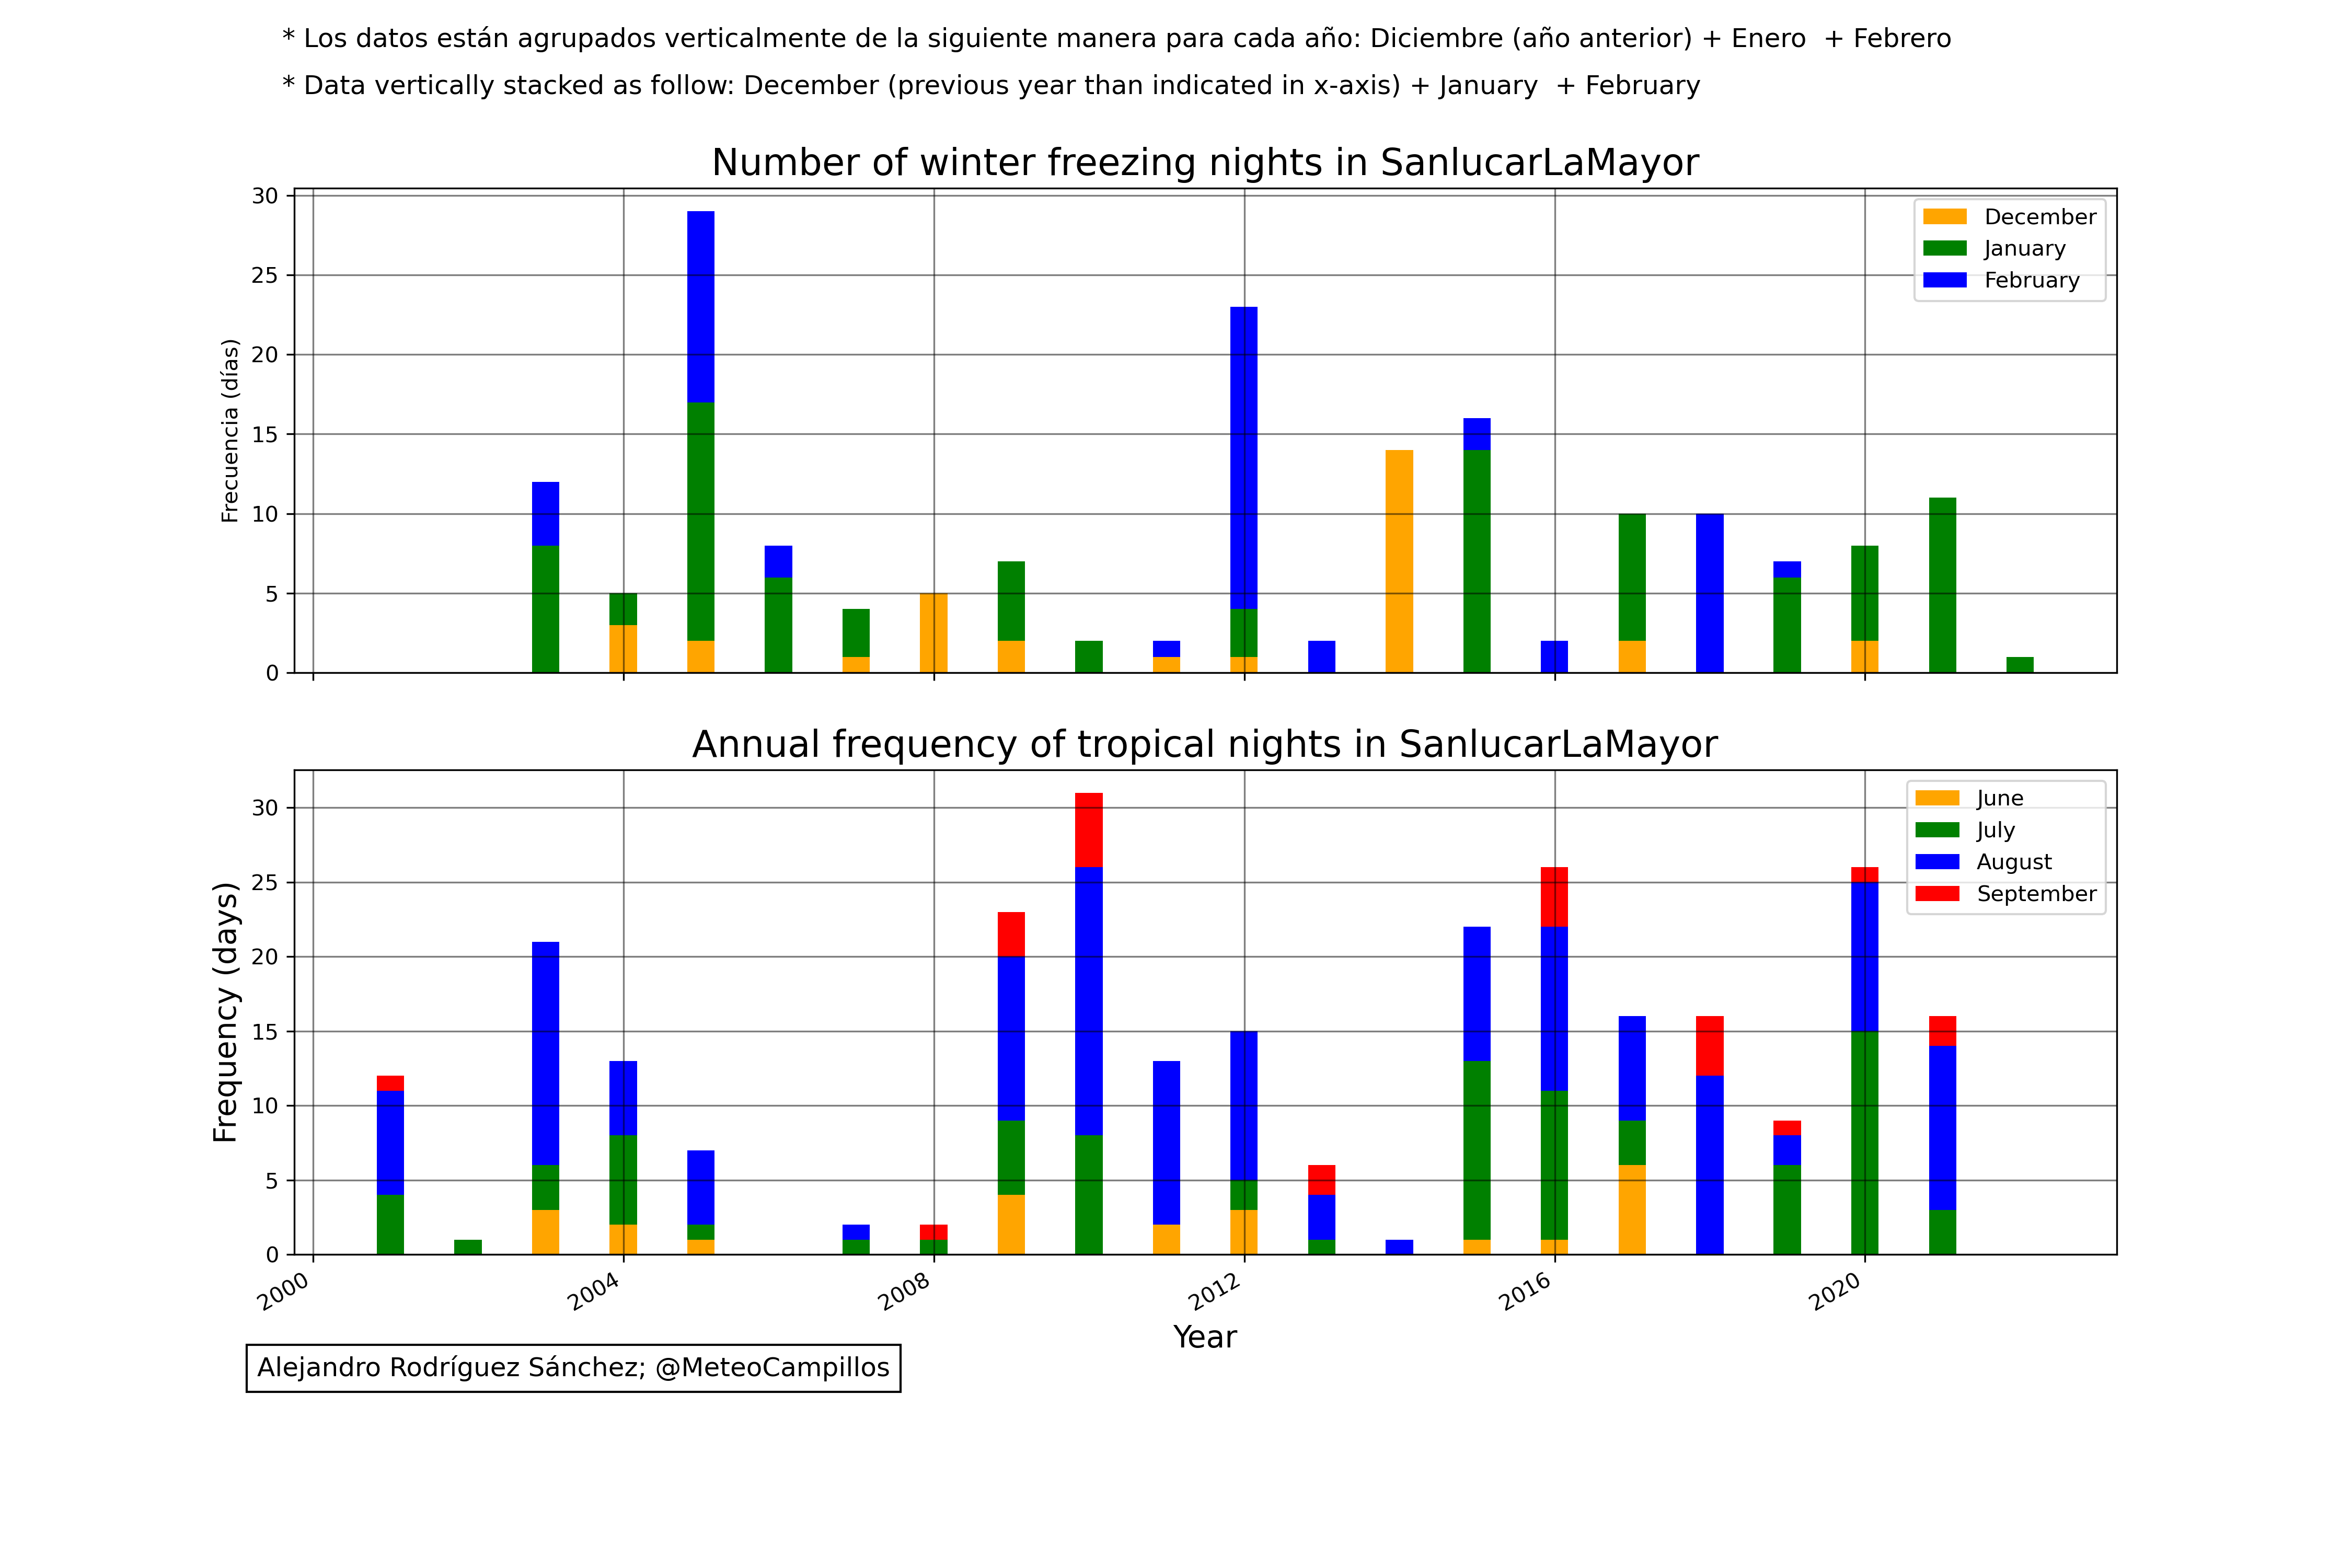 * Los datos están agrupados verticalmente de la siguiente manera para cada año: Diciembre (año anterior) + Enero  + Febrero
* Data vertically stacked as follow: December (previous year than indicated in x-axis) + January  + February
Number of winter freezing nights in SanlucarLaMayor
30
25
20
15
10
5
0
Frecuencia (días)
December
January
February
Annual frequency of tropical nights in SanlucarLaMayor
30
25
20
15
10
5
0
Frequency (days)
June
July
August
September
2000
2004
2008
2012
2016
2020
Year
Alejandro Rodríguez Sánchez; @MeteoCampillos